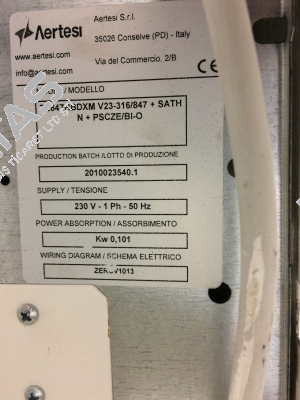 Aertesi
Aertesi S.r.l.
35026 Conselve (PD) - Italy
www.aertesi.com
info@aertesi.com
Via del Commercio, 2/B
CE
/ MODELLO
V23-316/847 + SATH
N + PSCZE/BI-O
PRODUCTION BATCH /LOTTO DI PRODUZIONE
2010023540.1
SUPPLY / TENSIONE
230 V - 1 Ph - 50 Hz
POWER ABSORPTION / ASSORBIMENTO
Kw 0,101
WIRING DIAGRAM / SCHEMA ELETTRICO